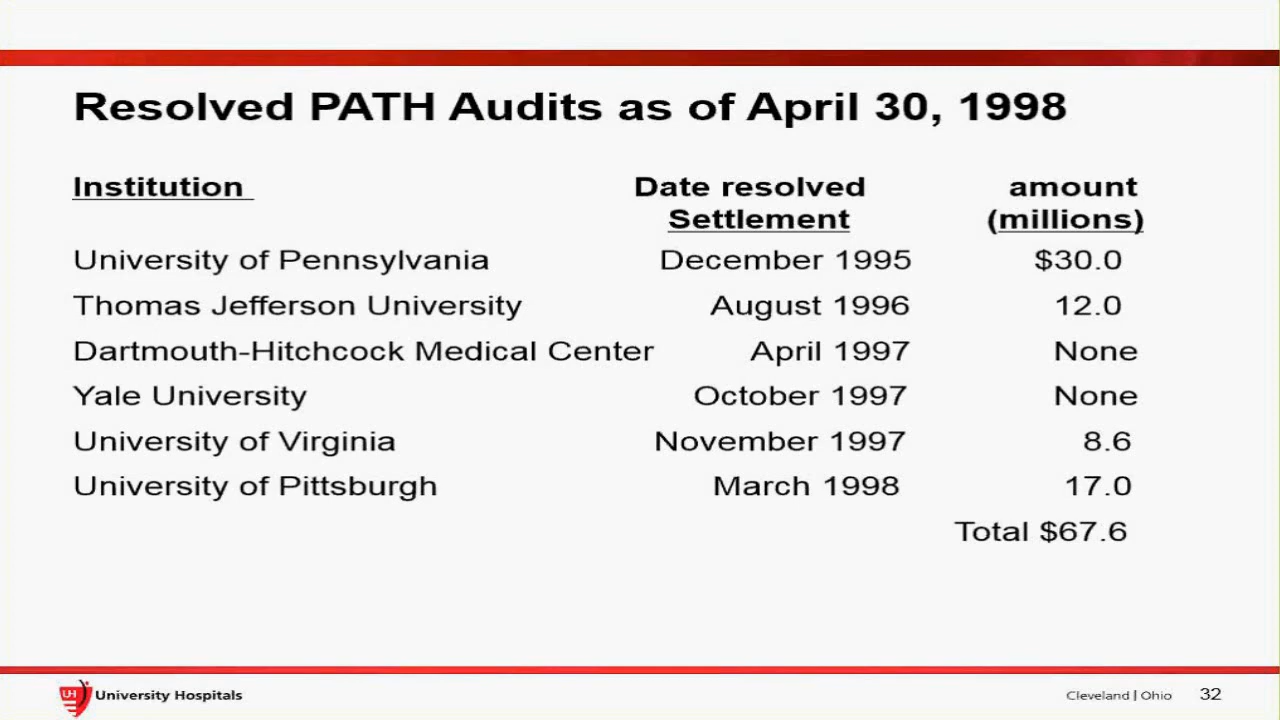 Resolved PATH Audits as of April 30, 1998
Institution Date resolved amount
Settlement (millions)
University of Pennsylvania December 1995 $30.0
Thomas Jefferson University August 1996 12.0
Dartmouth-Hitchcock Medical Center April 1997 None
Yale University October 1997 None
University of Virginia November 1997 8.6
University of Pittsburgh March 1998 17.0
Total $67.6
UH University Hospitals Cleveland | Ohio 32